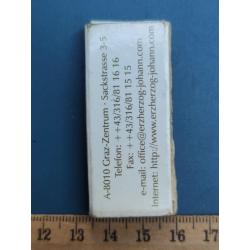 A-8010 Graz-Zentrum · Sackstrasse 3-5
Telefon: ++43/316/81 16 16
Fax: ++43/316/81 15 15
e-mail: office@erzherzog-johann.com
Internet: http://www.erzherzog-johann.com
12 13 14 15 16 17